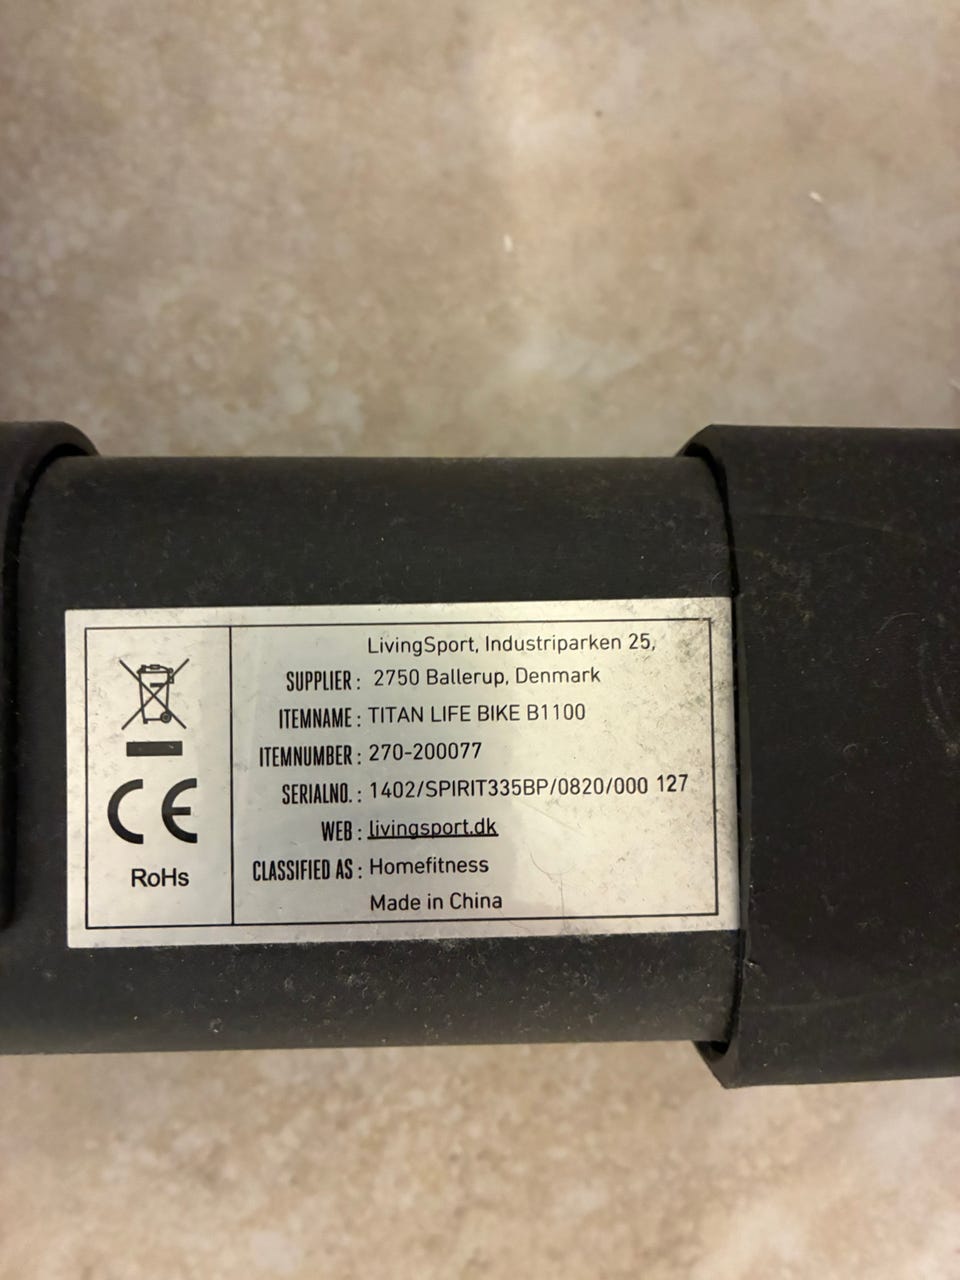 LivingSport, Industriparken 25,
SUPPLIER : 2750 Ballerup, Denmark
ITEMNAME : TITAN LIFE BIKE B1100
ITEMNUMBER : 270-200077
SERIALNO. : 1402/SPIRIT335BP/0820/000 127
WEB : livingsport.dk
CLASSIFIED AS : Homefitness
Made in China
CE
RoHs